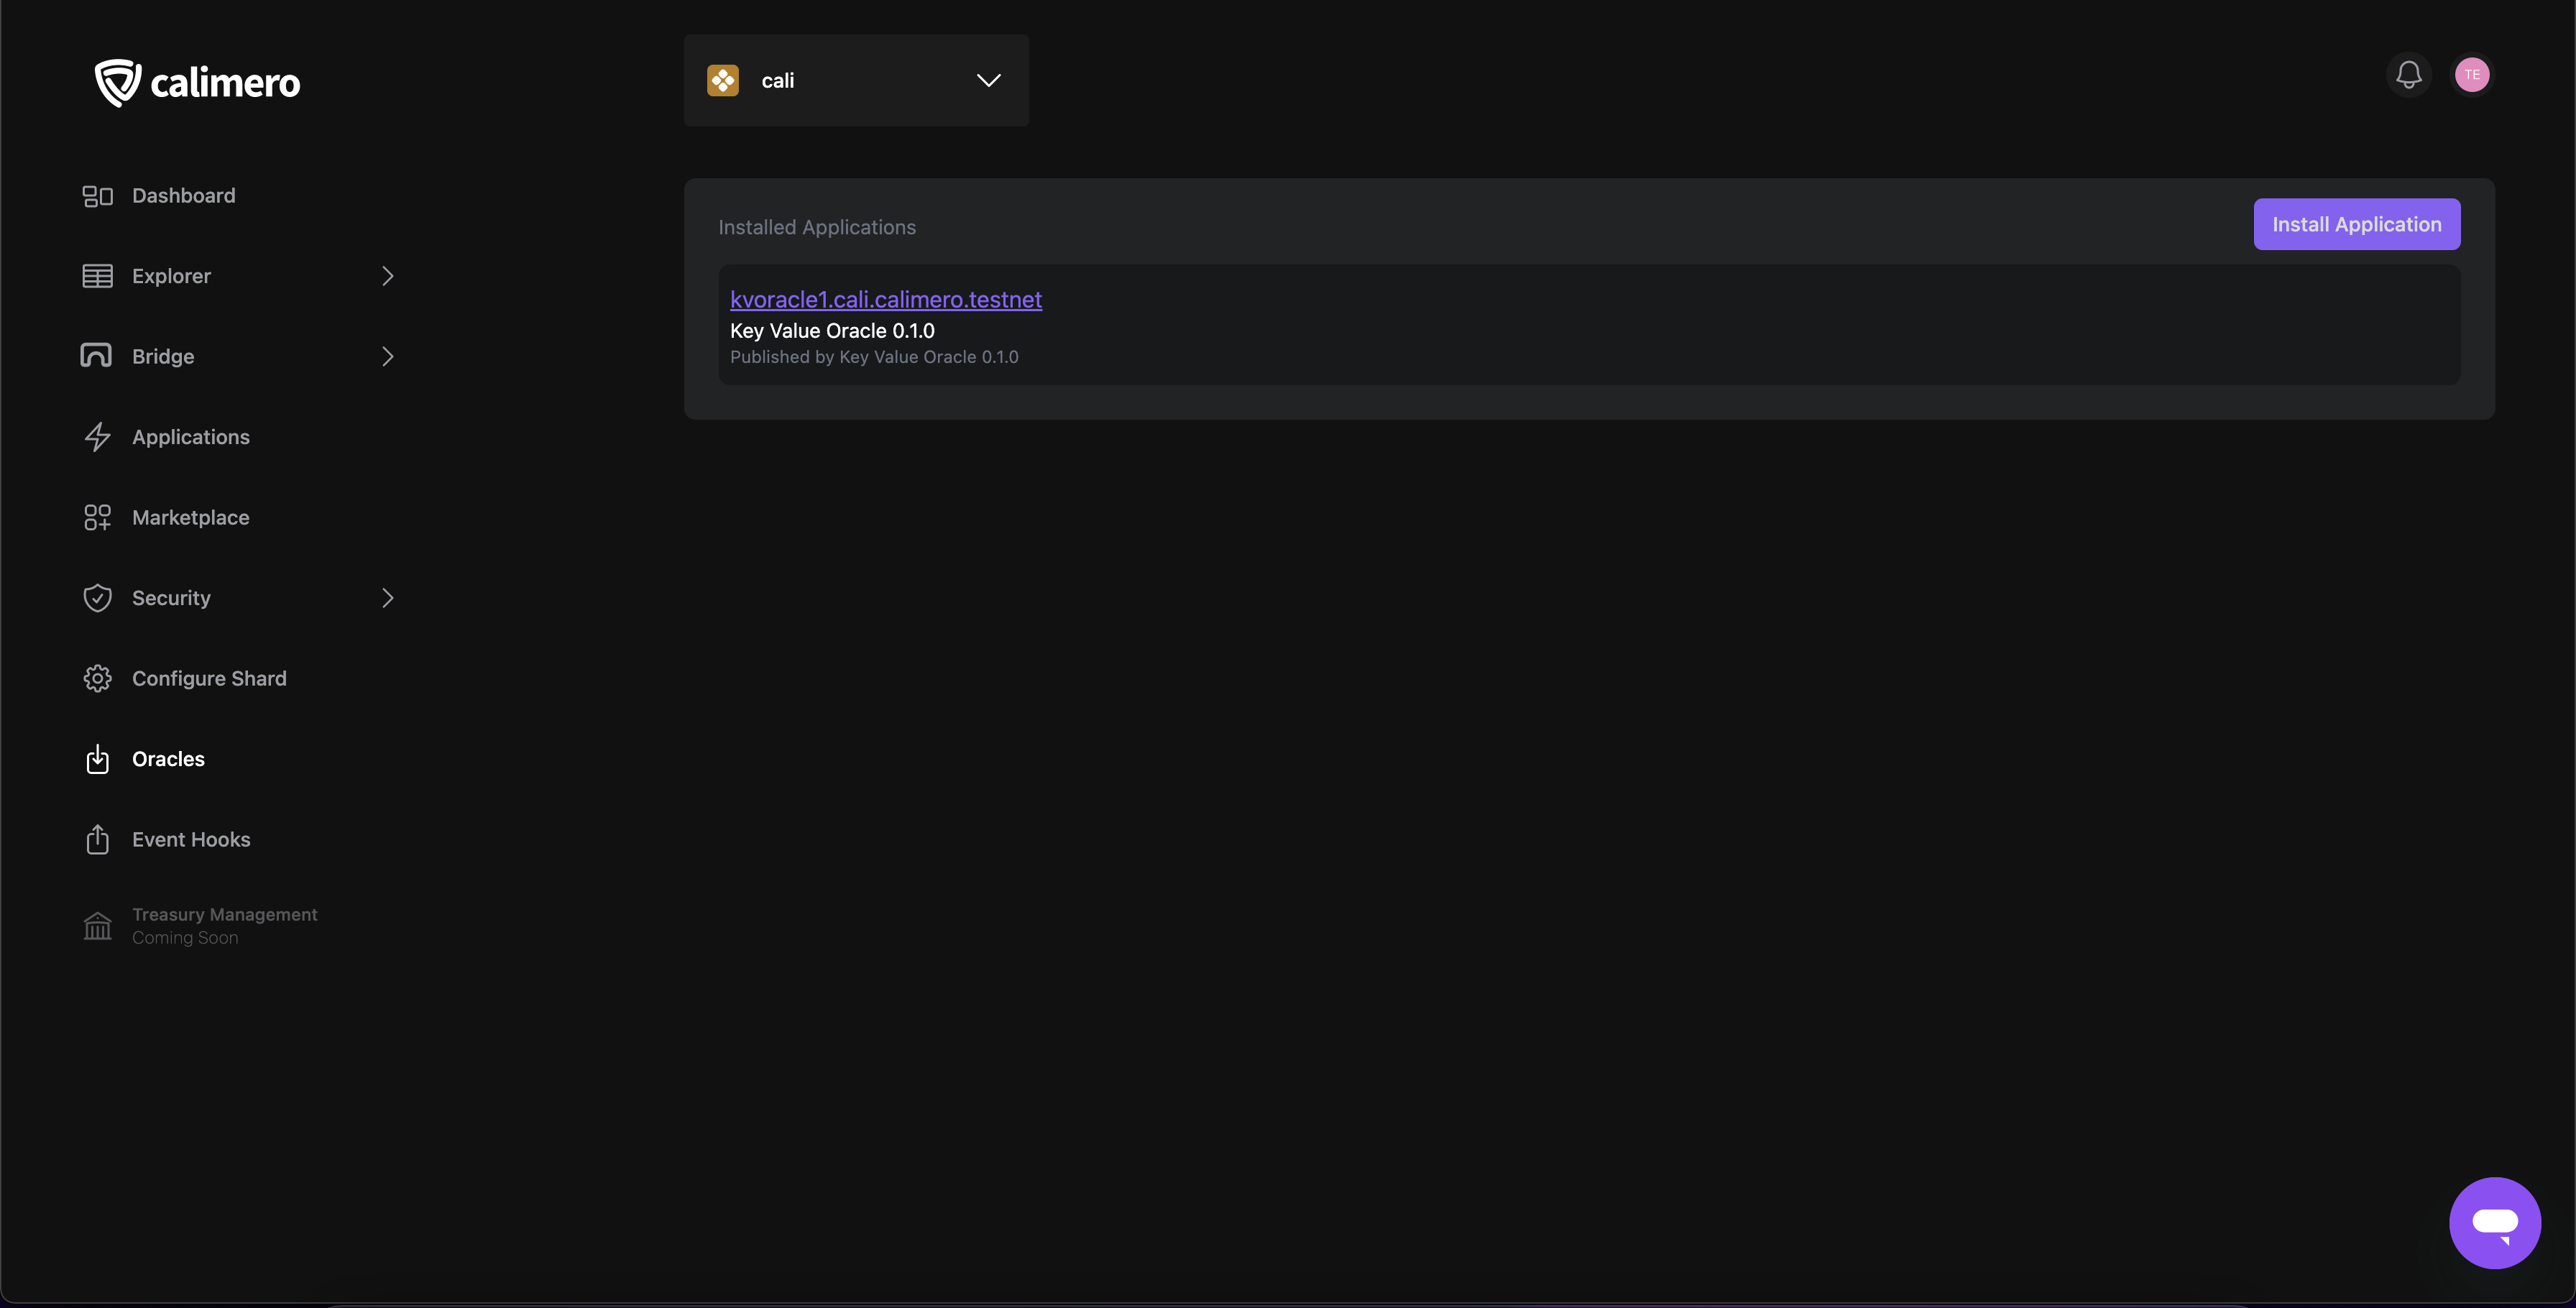 calimero
cali
TE
Dashboard
Explorer
Bridge
Applications
Marketplace
Security
Configure Shard
Oracles
Event Hooks
Treasury Management
Coming Soon
Installed Applications
Install Application
kvoracle1.cali.calimero.testnet
Key Value Oracle 0.1.0
Published by Key Value Oracle 0.1.0